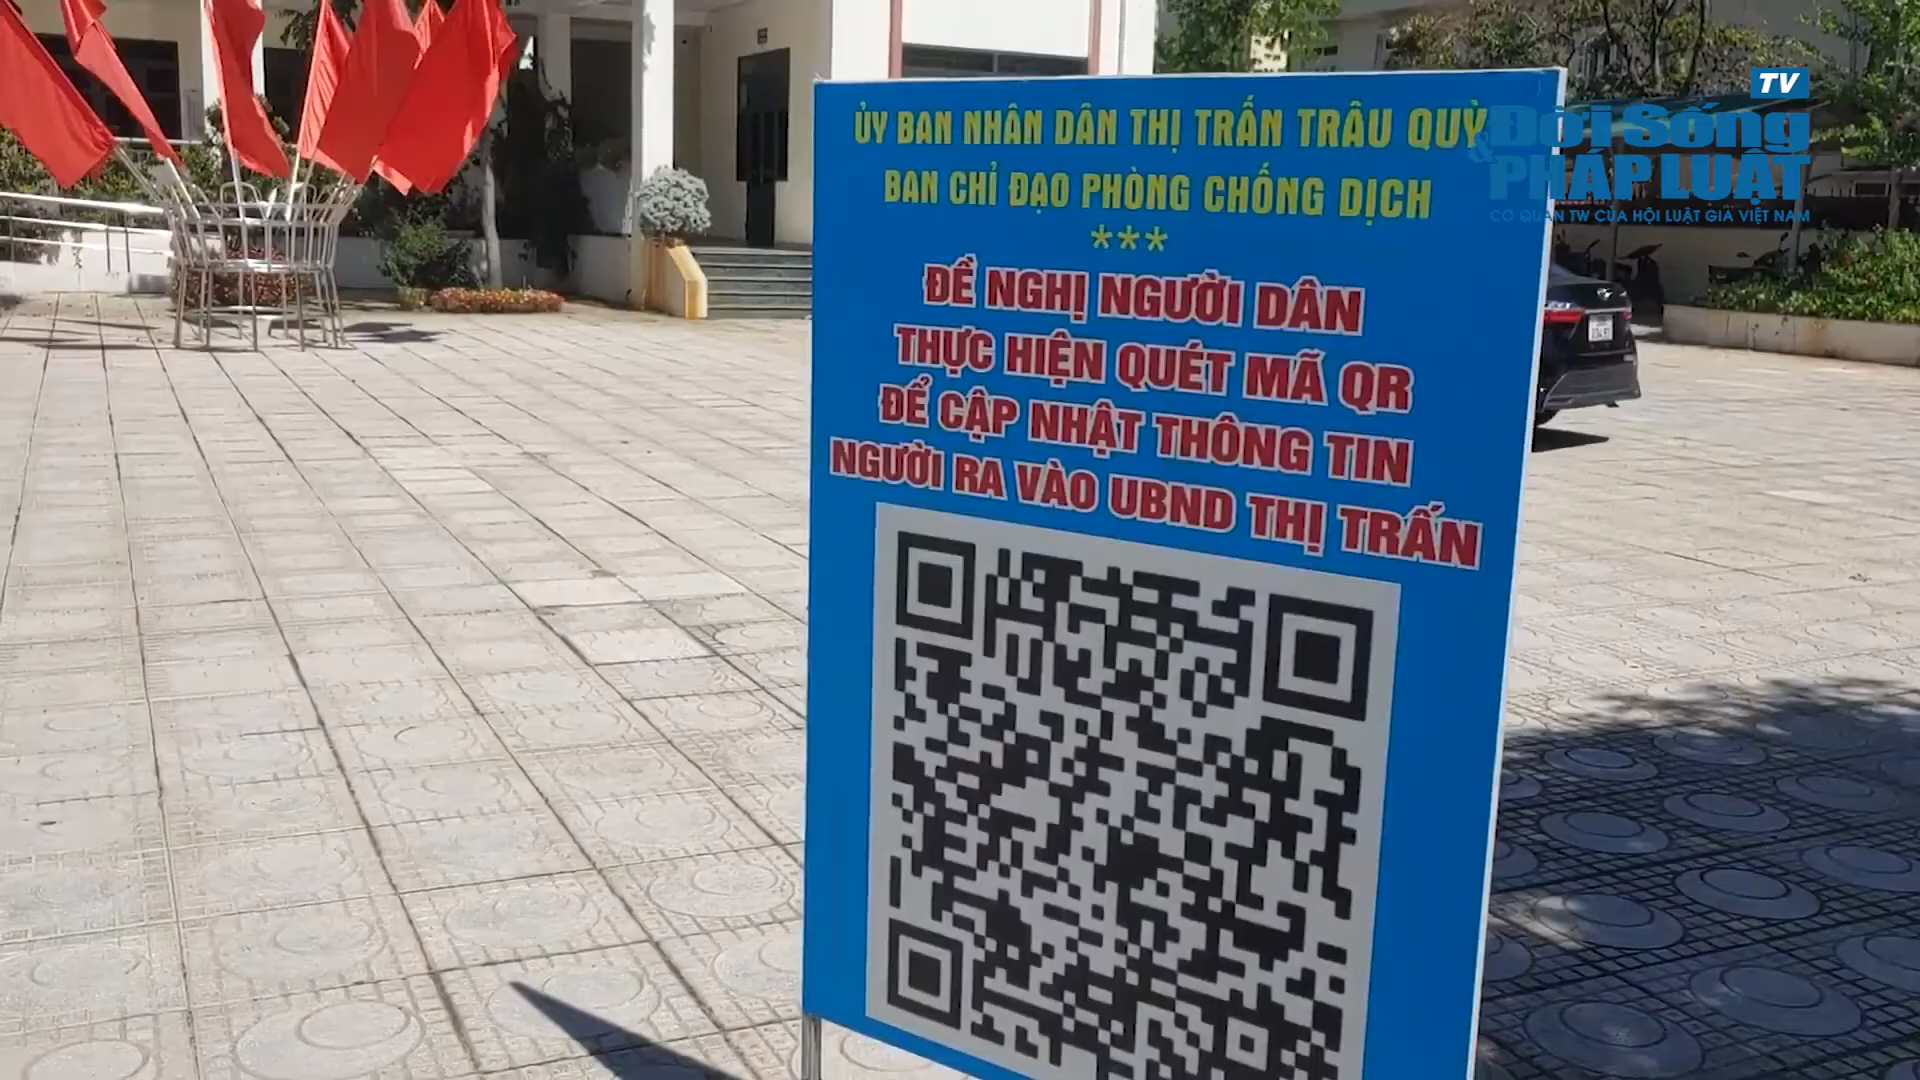 ỦY BAN NHÂN DÂN THỊ TRẤN TRÂU QUỲ
BAN CHỈ ĐẠO PHÒNG CHỐNG DỊCH
***
ĐỀ NGHỊ NGƯỜI DÂN
THỰC HIỆN QUÉT MÃ QR
ĐỂ CẬP NHẬT THÔNG TIN
NGƯỜI RA VÀO UBND THỊ TRẤN
TV
Đời Sống
& PHÁP LUẬT
CƠ QUAN TW CỦA HỘI LUẬT GIA VIỆT NAM